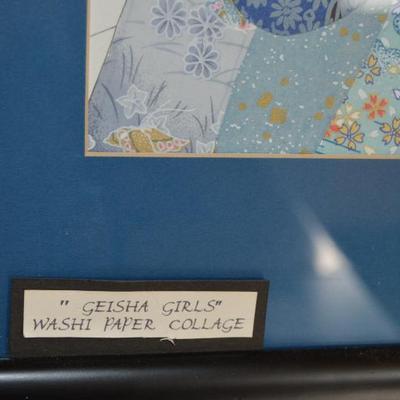 " GEISHA GIRLS"
WASHI PAPER COLLAGE